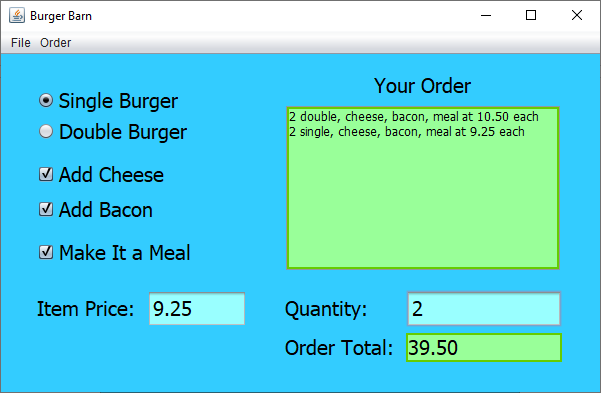 Burger Barn
File Order
Single Burger
Double Burger
Add Cheese
Add Bacon
Make It a Meal
Item Price: 9.25
Your Order
2 double, cheese, bacon, meal at 10.50 each
2 single, cheese, bacon, meal at 9.25 each
Quantity: 2
Order Total: 39.50